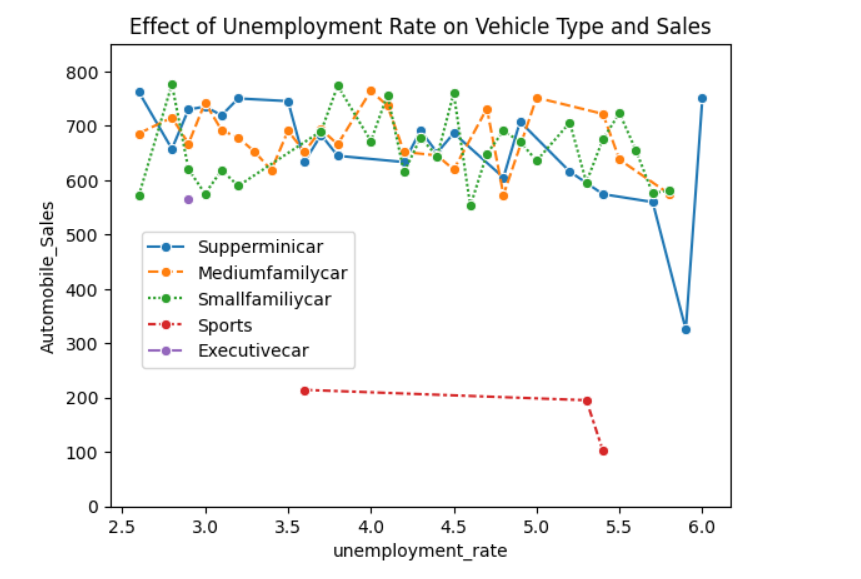 Effect of Unemployment Rate on Vehicle Type and Sales
Automobile_Sales
800
700
600
500
400
300
200
100
0
Supperminicar
Mediumfamilycar
Smallfamiliycar
Sports
Executivecar
2.5 3.0 3.5 4.0 4.5 5.0 5.5 6.0
unemployment_rate